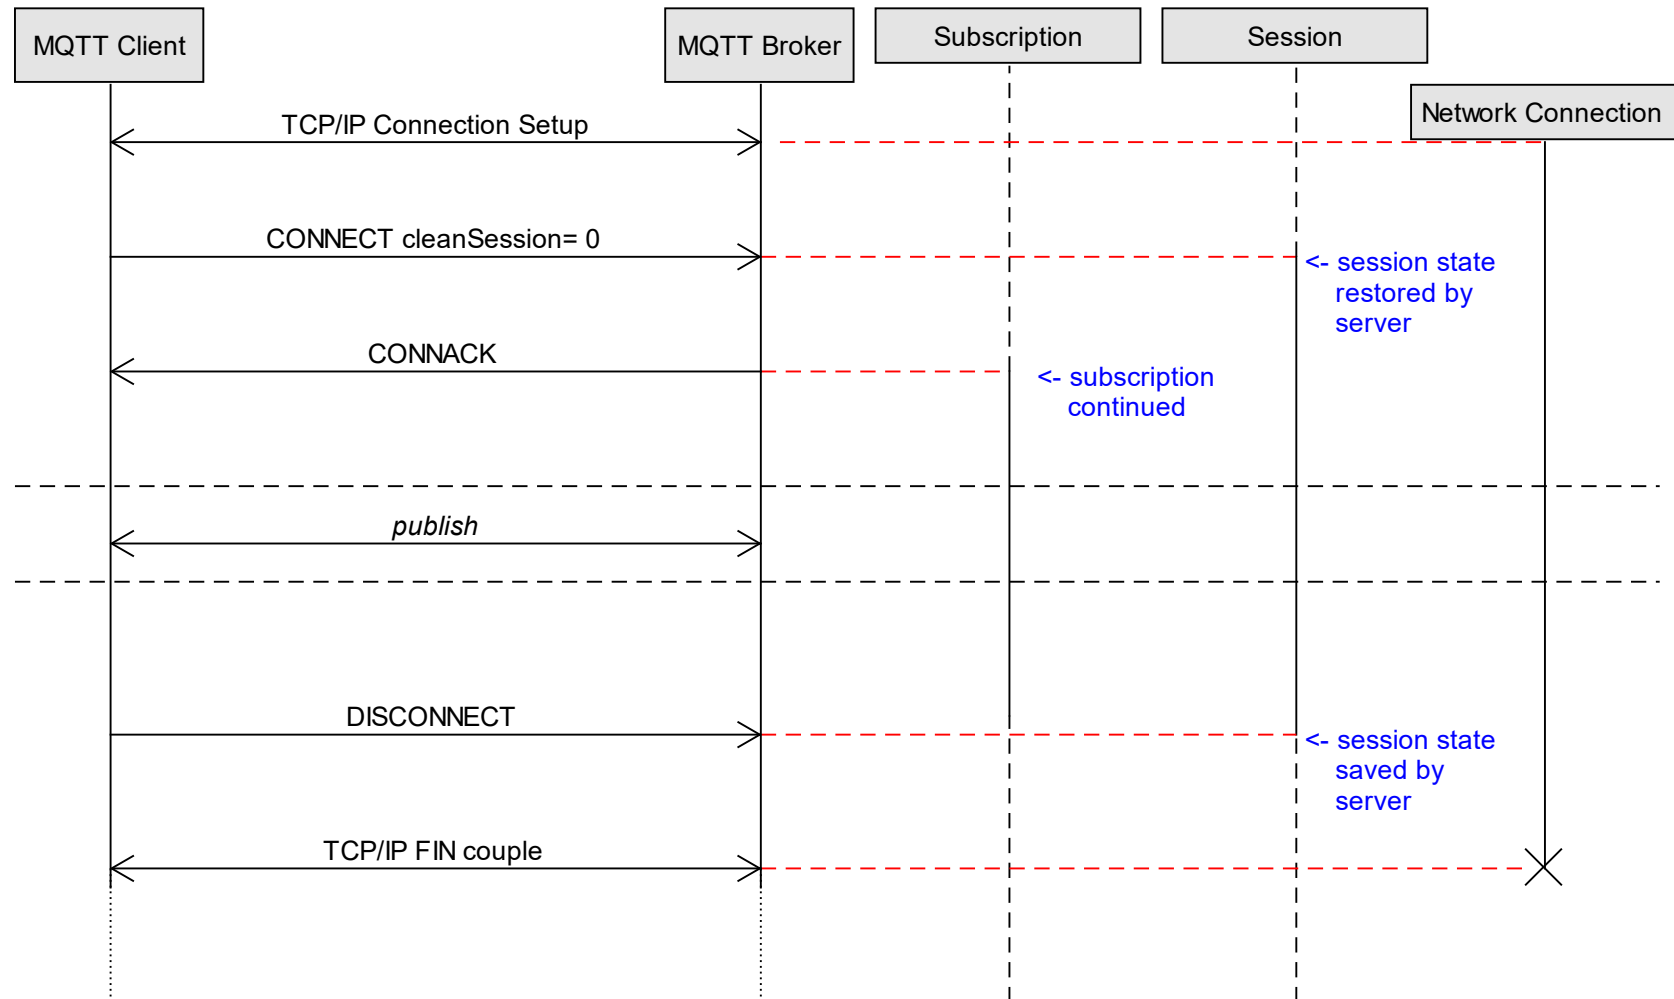 MQTT Client
MQTT Broker
Subscription
Session
Network Connection
TCP/IP Connection Setup
CONNECT cleanSession= 0
<- session state
restored by
server
CONNACK
<- subscription
continued
publish
DISCONNECT
<- session state
saved by
server
TCP/IP FIN couple